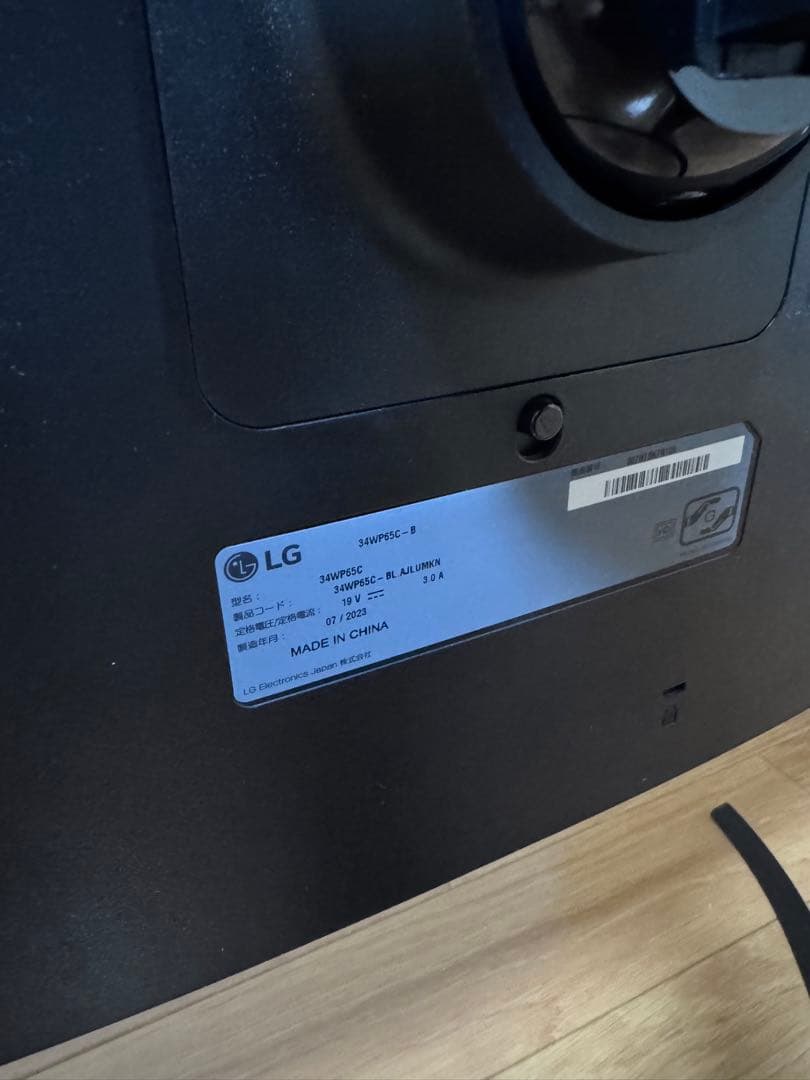 LG
34WP65C-B
型名： 34WP65C
製品コード： 34WP65C-BL.AJLUMKN
定格電圧/定格電流： 19 V 3.0 A
製造年月： 07 / 2023
MADE IN CHINA
LG Electronics Japan 株式会社